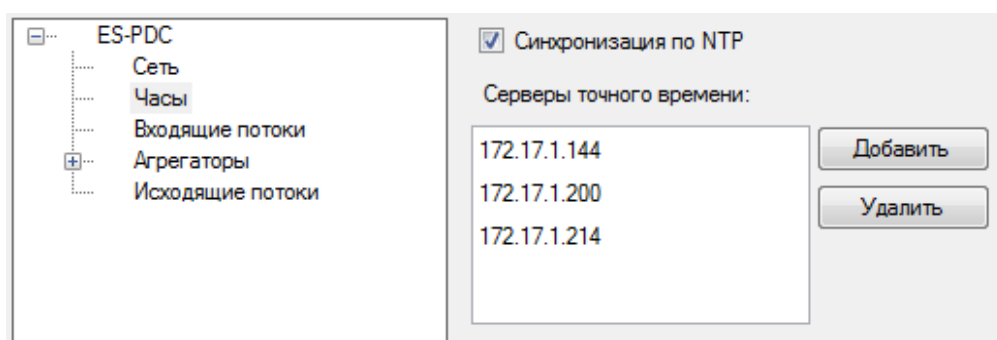 ES-PDC
Сеть
Часы
Входящие потоки
Агрегаторы
Исходящие потоки
Синхронизация по NTP
Серверы точного времени:
172.17.1.144
172.17.1.200
172.17.1.214
Добавить
Удалить